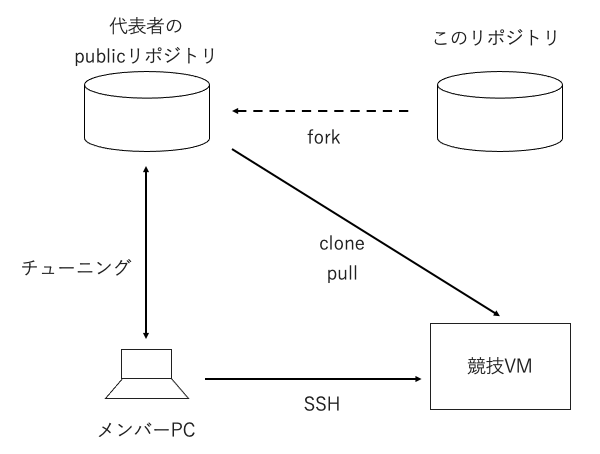 代表者の
publicリポジトリ
このリポジトリ
fork
clone
pull
チューニング
競技VM
SSH
メンバーPC